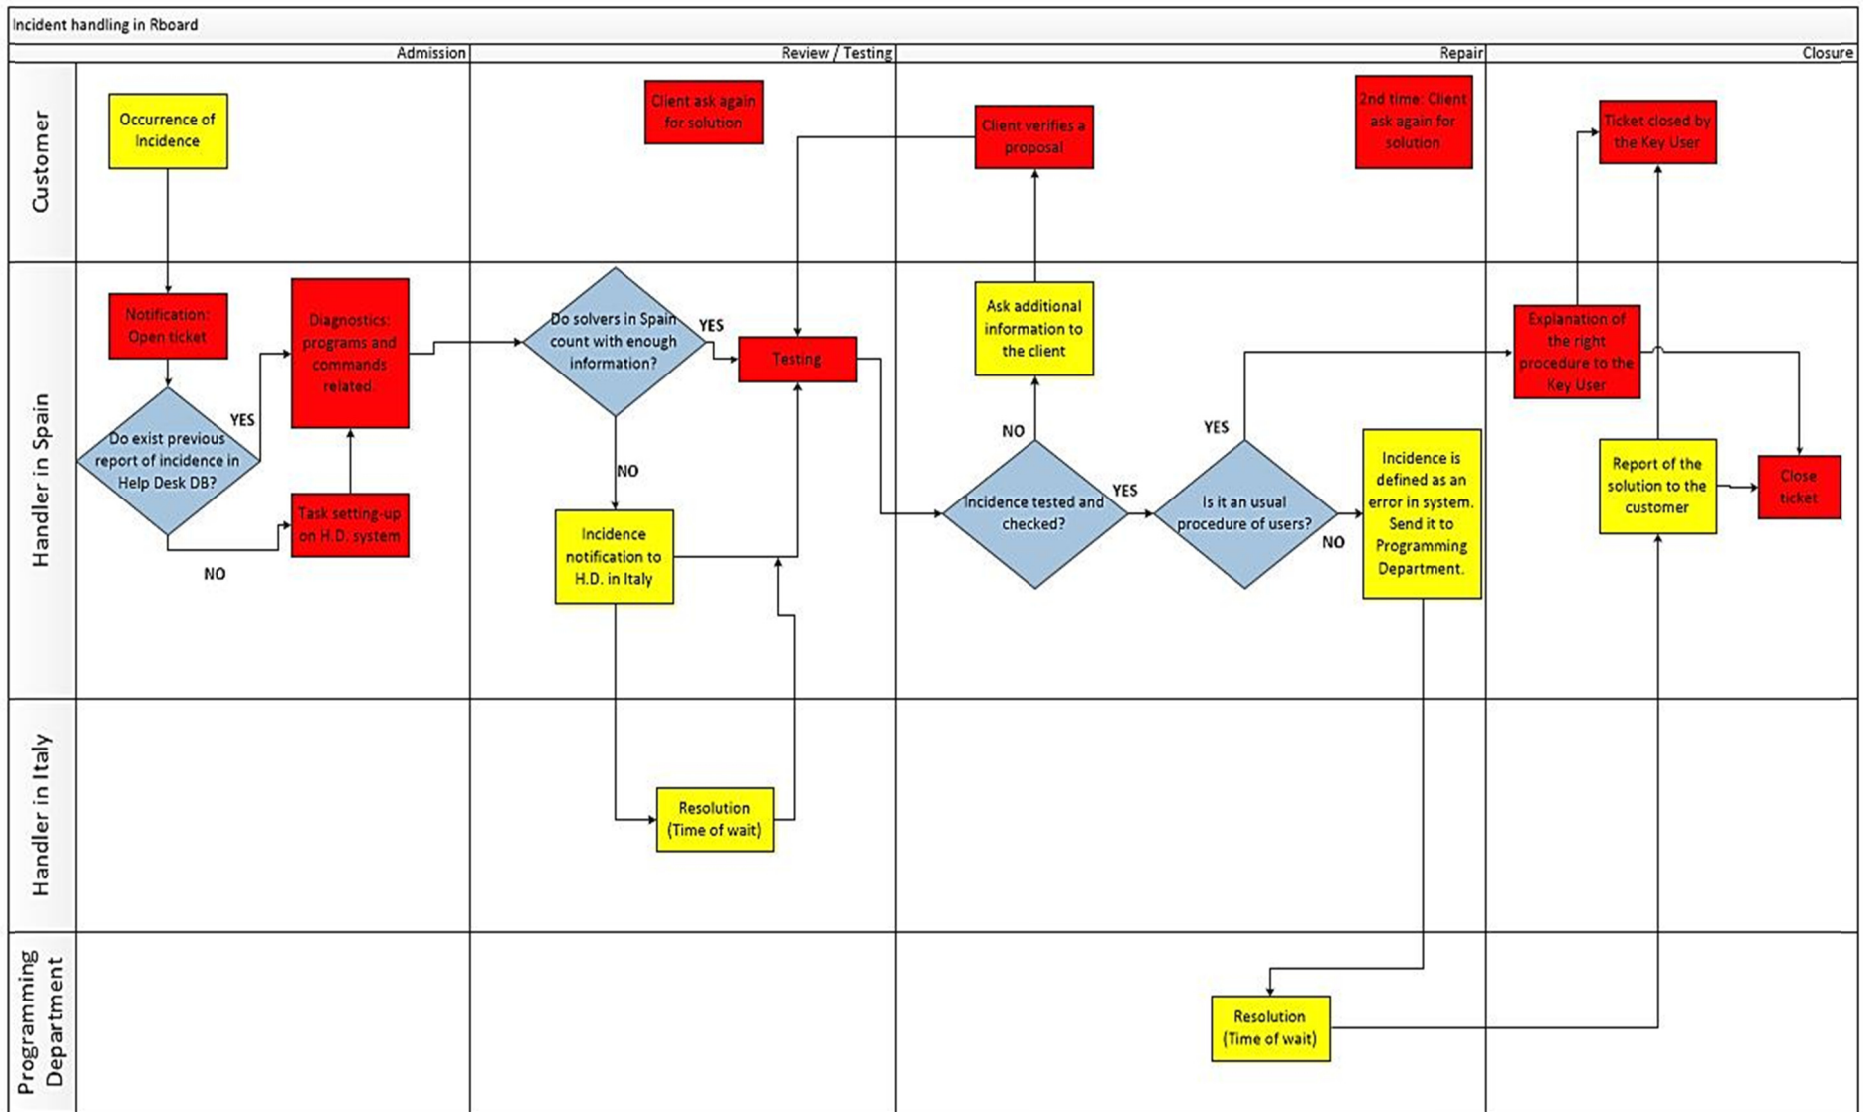 Incident handling in Rboard
Admission
Review / Testing
Repair
Closure
Customer
Occurrence of
Incidence
Client ask again
for solution
Client verifies a
proposal
2nd time: Client
ask again for
solution
Ticket closed by
the Key User
Handler in Spain
Notification:
Open ticket
Do exist previous
report of incidence in
Help Desk DB?
YES
NO
Diagnostics:
programs and
commands
related.
Task setting-up
on H.D. system
Do solvers in Spain
count with enough
information?
YES
NO
Testing
Incidence
notification to
H.D. in Italy
Ask additional
information to
the client
NO
Incidence tested and
checked?
YES
YES
Is it an usual
procedure of users?
NO
Incidence is
defined as an
error in system.
Send it to
Programming
Department.
Explanation of
the right
procedure to the
Key User
Report of the
solution to the
customer
Close
ticket
Handler in Italy
Resolution
(Time of wait)
Programming
Department
Resolution
(Time of wait)